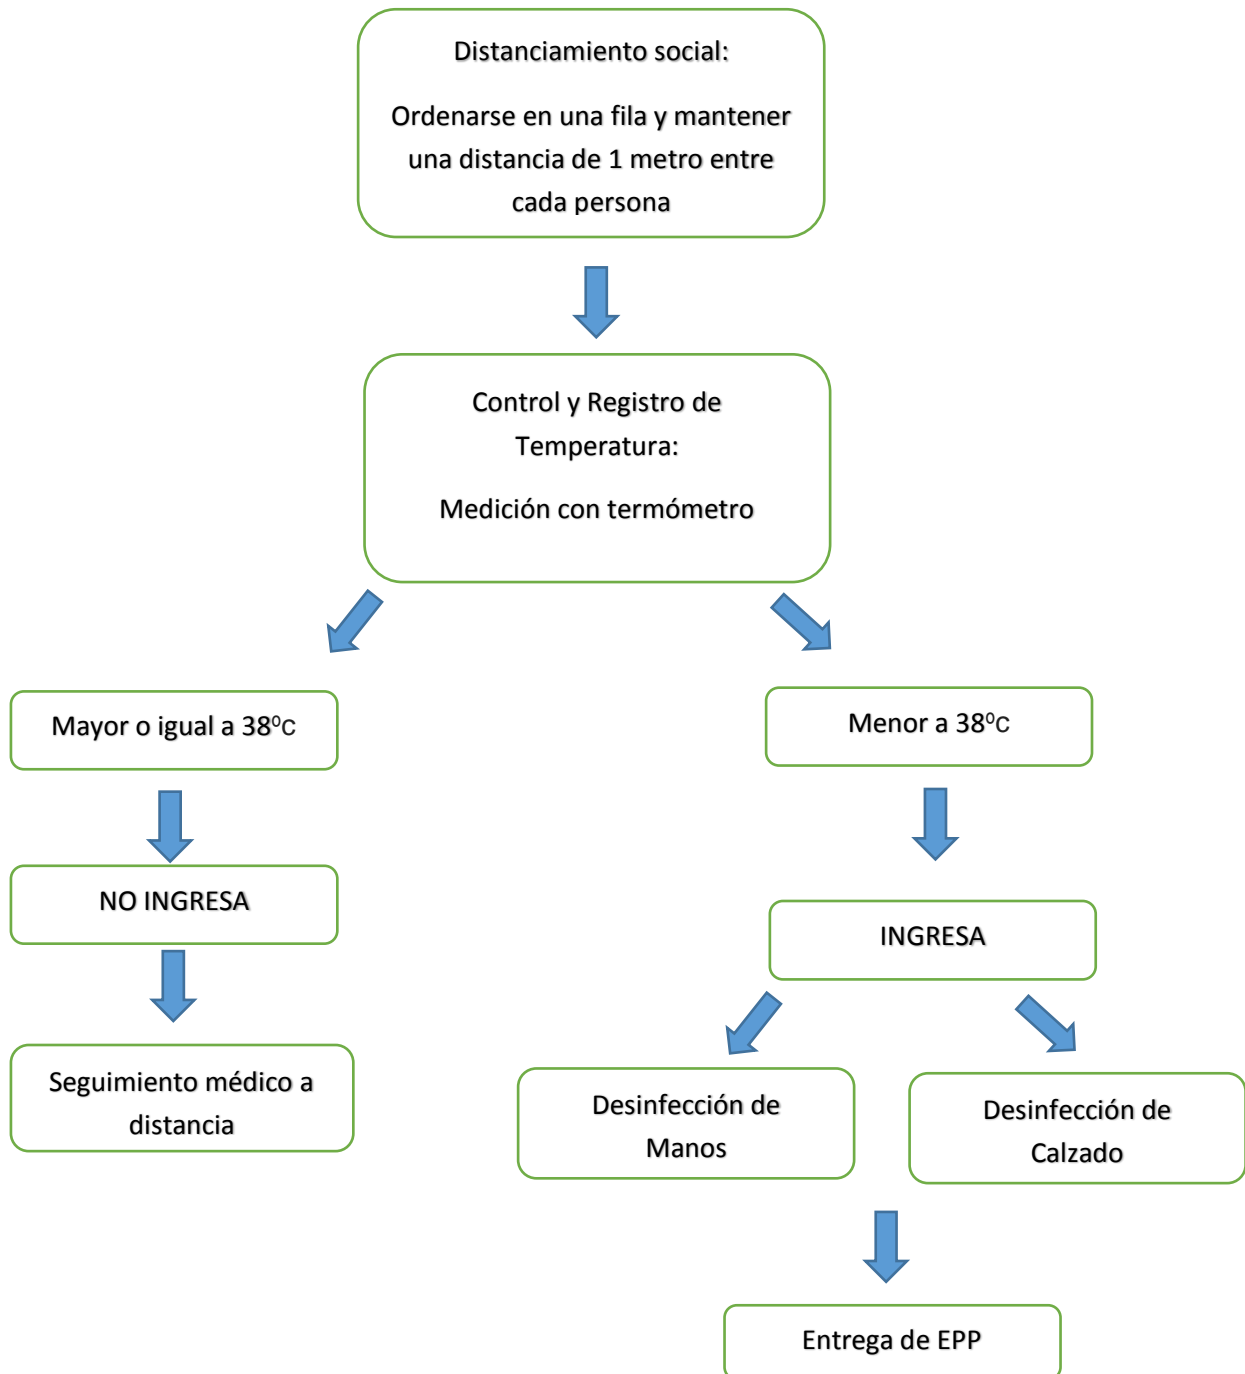 Distanciamiento social:
Ordenarse en una fila y mantener
una distancia de 1 metro entre
cada persona
Control y Registro de
Temperatura:
Medición con termómetro
Mayor o igual a 38⁰C
Menor a 38⁰C
NO INGRESA
INGRESA
Seguimiento médico a
distancia
Desinfección de
Manos
Desinfección de
Calzado
Entrega de EPP